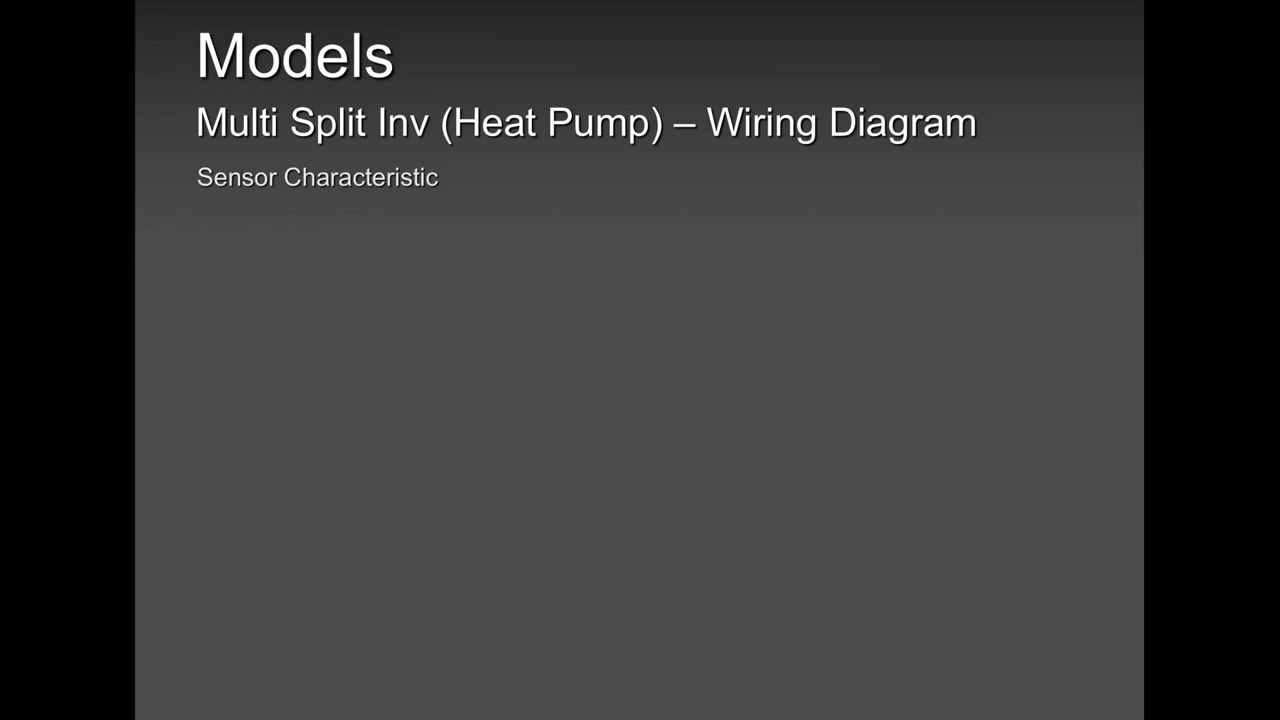 Models
Multi Split Inv (Heat Pump) – Wiring Diagram
Sensor Characteristic